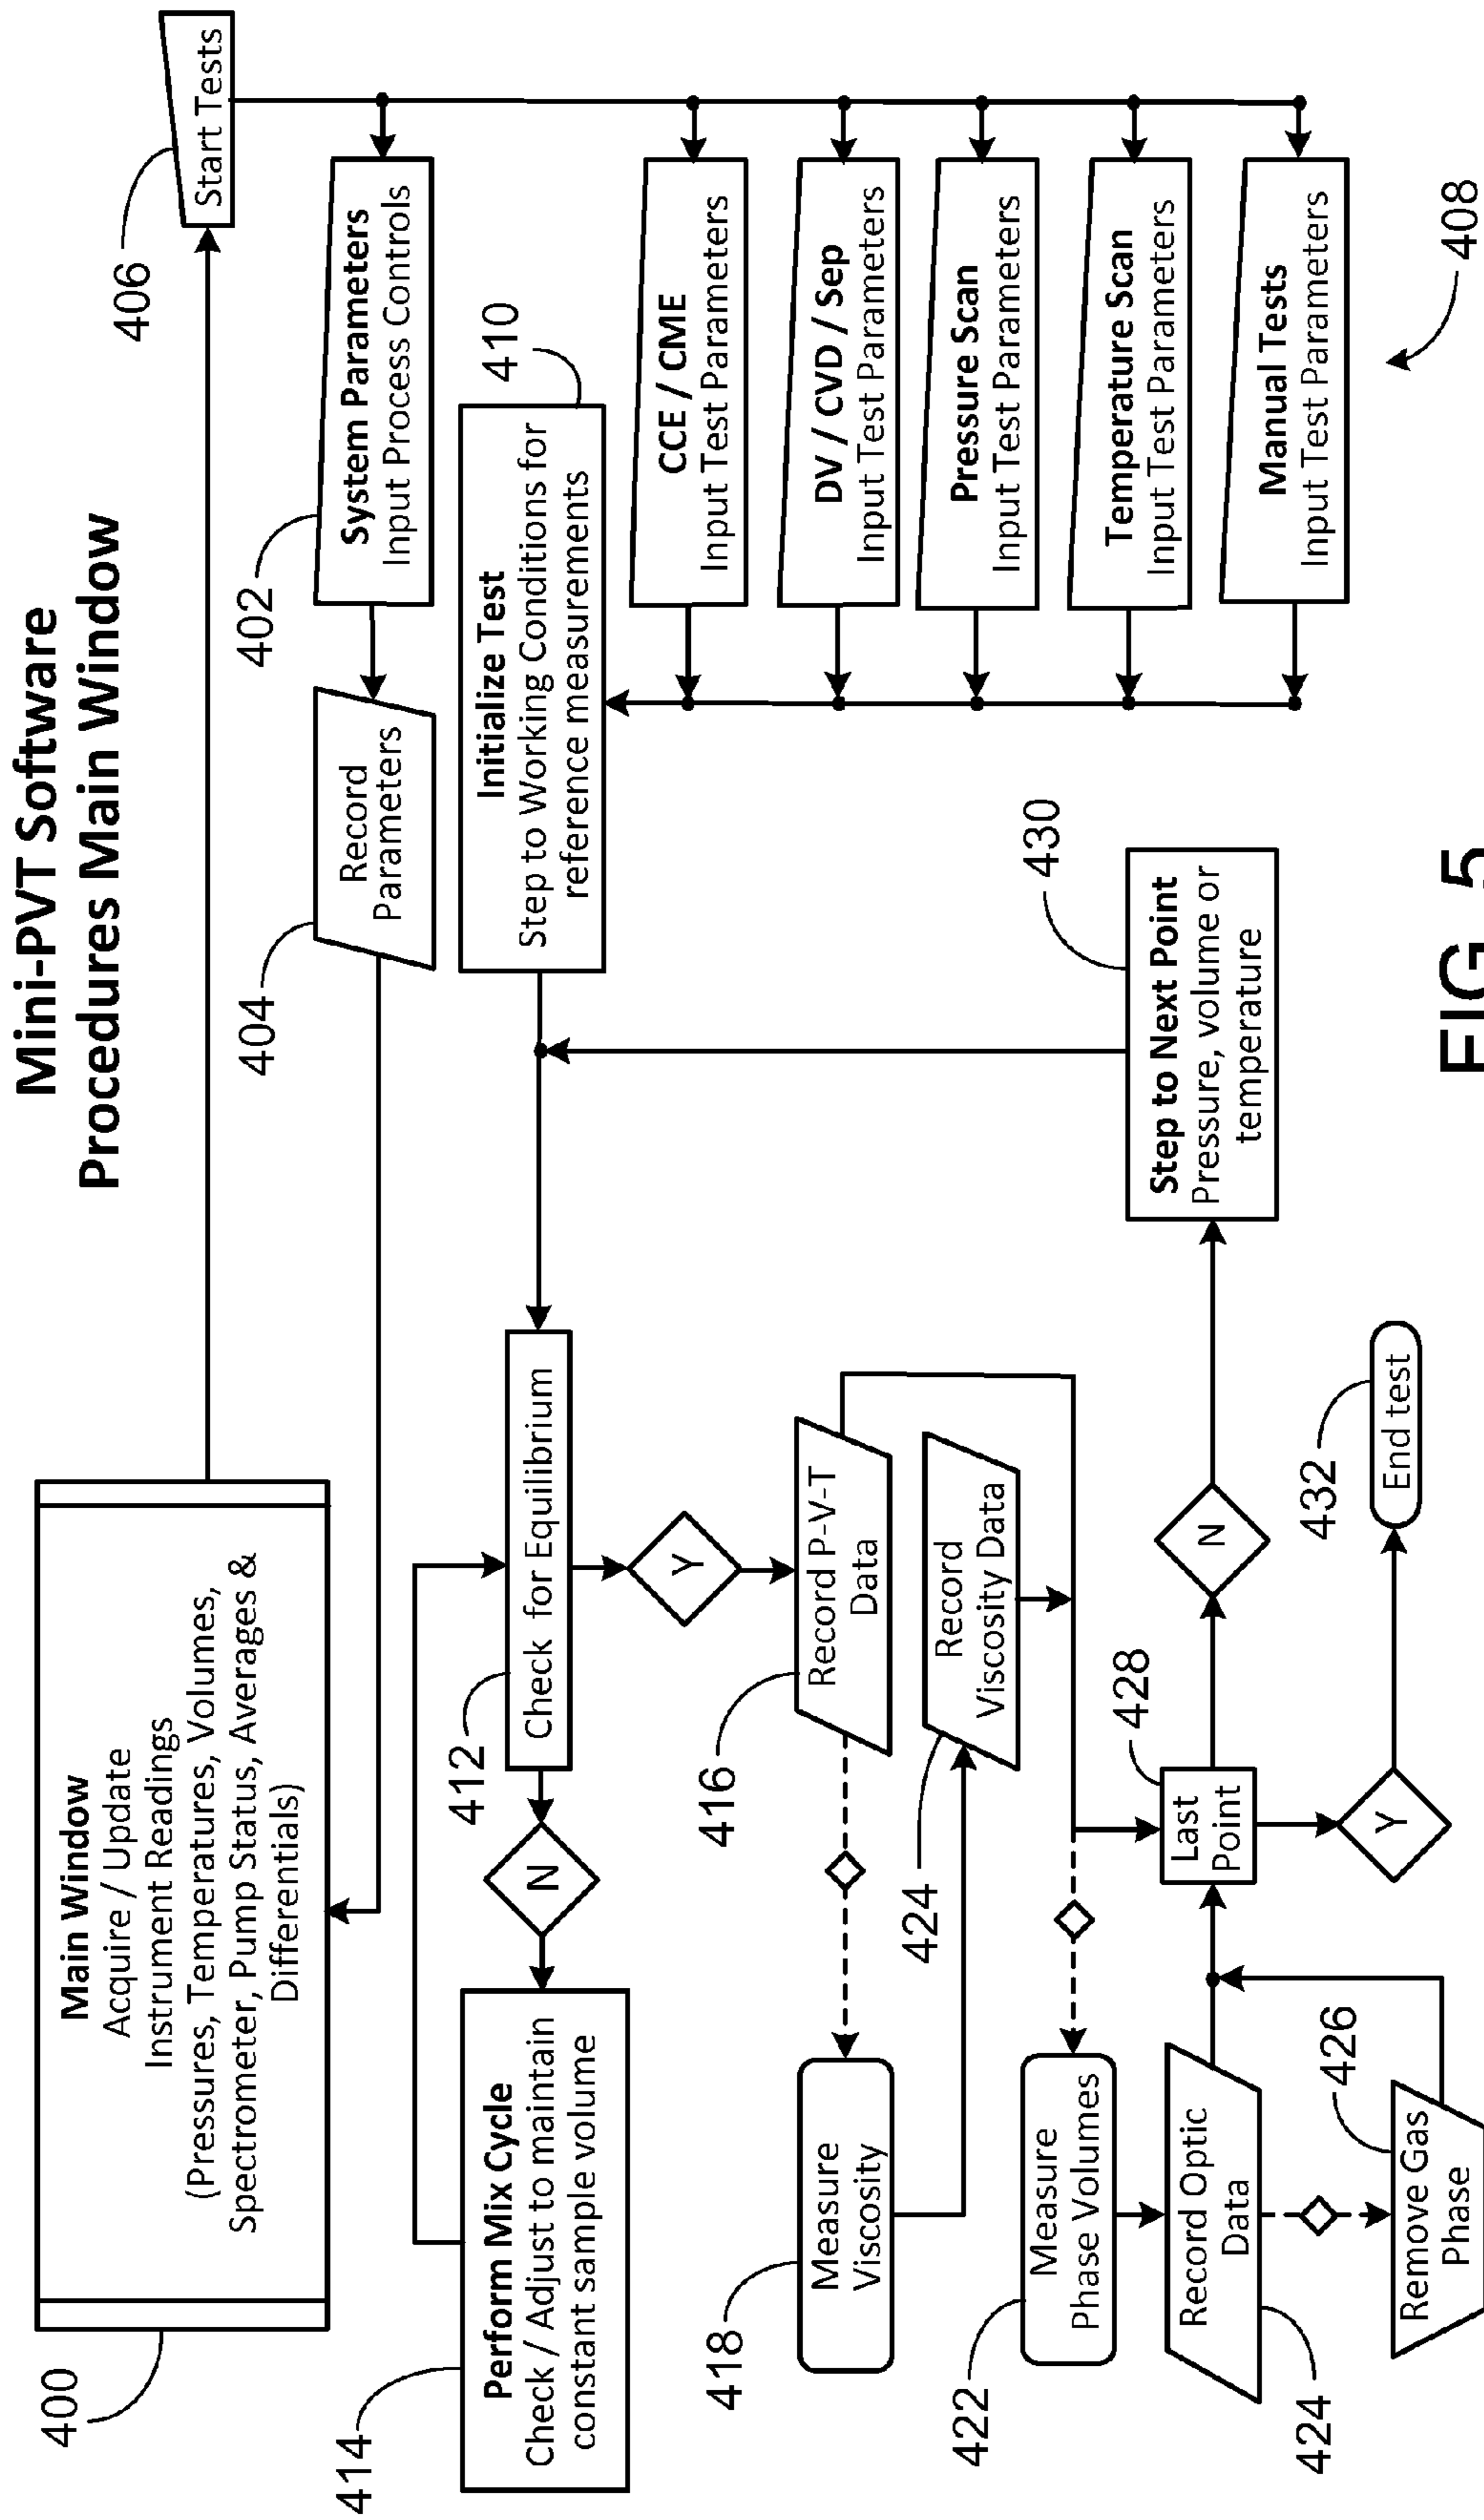 Mini-PVT Software
Procedures Main Window
400
Main Window
Acquire / Update
Instrument Readings
(Pressures, Temperatures, Volumes,
Spectrometer, Pump Status, Averages &
Differentials)
406
Start Tests
404
Record
Parameters
402
System Parameters
Input Process Controls
414
Perform Mix Cycle
Check / Adjust to maintain
constant sample volume
N
412
Check for Equilibrium
Y
Initialize Test
Step to Working Conditions for
reference measurements
410
CCE / CME
Input Test Parameters
DV / CVD / Sep
Input Test Parameters
Pressure Scan
Input Test Parameters
Temperature Scan
Input Test Parameters
Manual Tests
Input Test Parameters
408
418
Measure
Viscosity
416
Record P-V-T
Data
424
Record
Viscosity Data
422
Measure
Phase Volumes
424
Record Optic
Data
426
Remove Gas
Phase
428
Last
Point
N
Y
430
Step to Next Point
Pressure, volume or
temperature
432
End test
FIG. 5